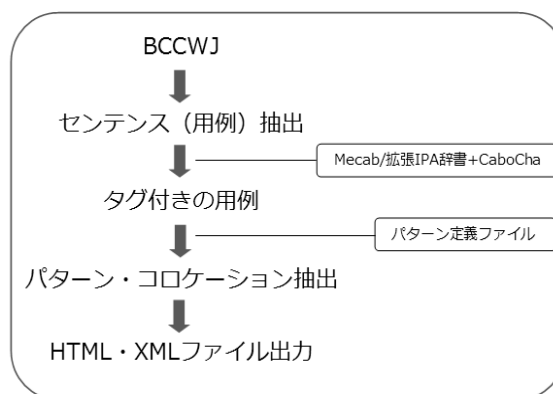 BCCWJ
センテンス（用例）抽出
Mecab/拡張IPA辞書+CaboCha
タグ付きの用例
パターン定義ファイル
パターン・コロケーション抽出
HTML・XMLファイル出力